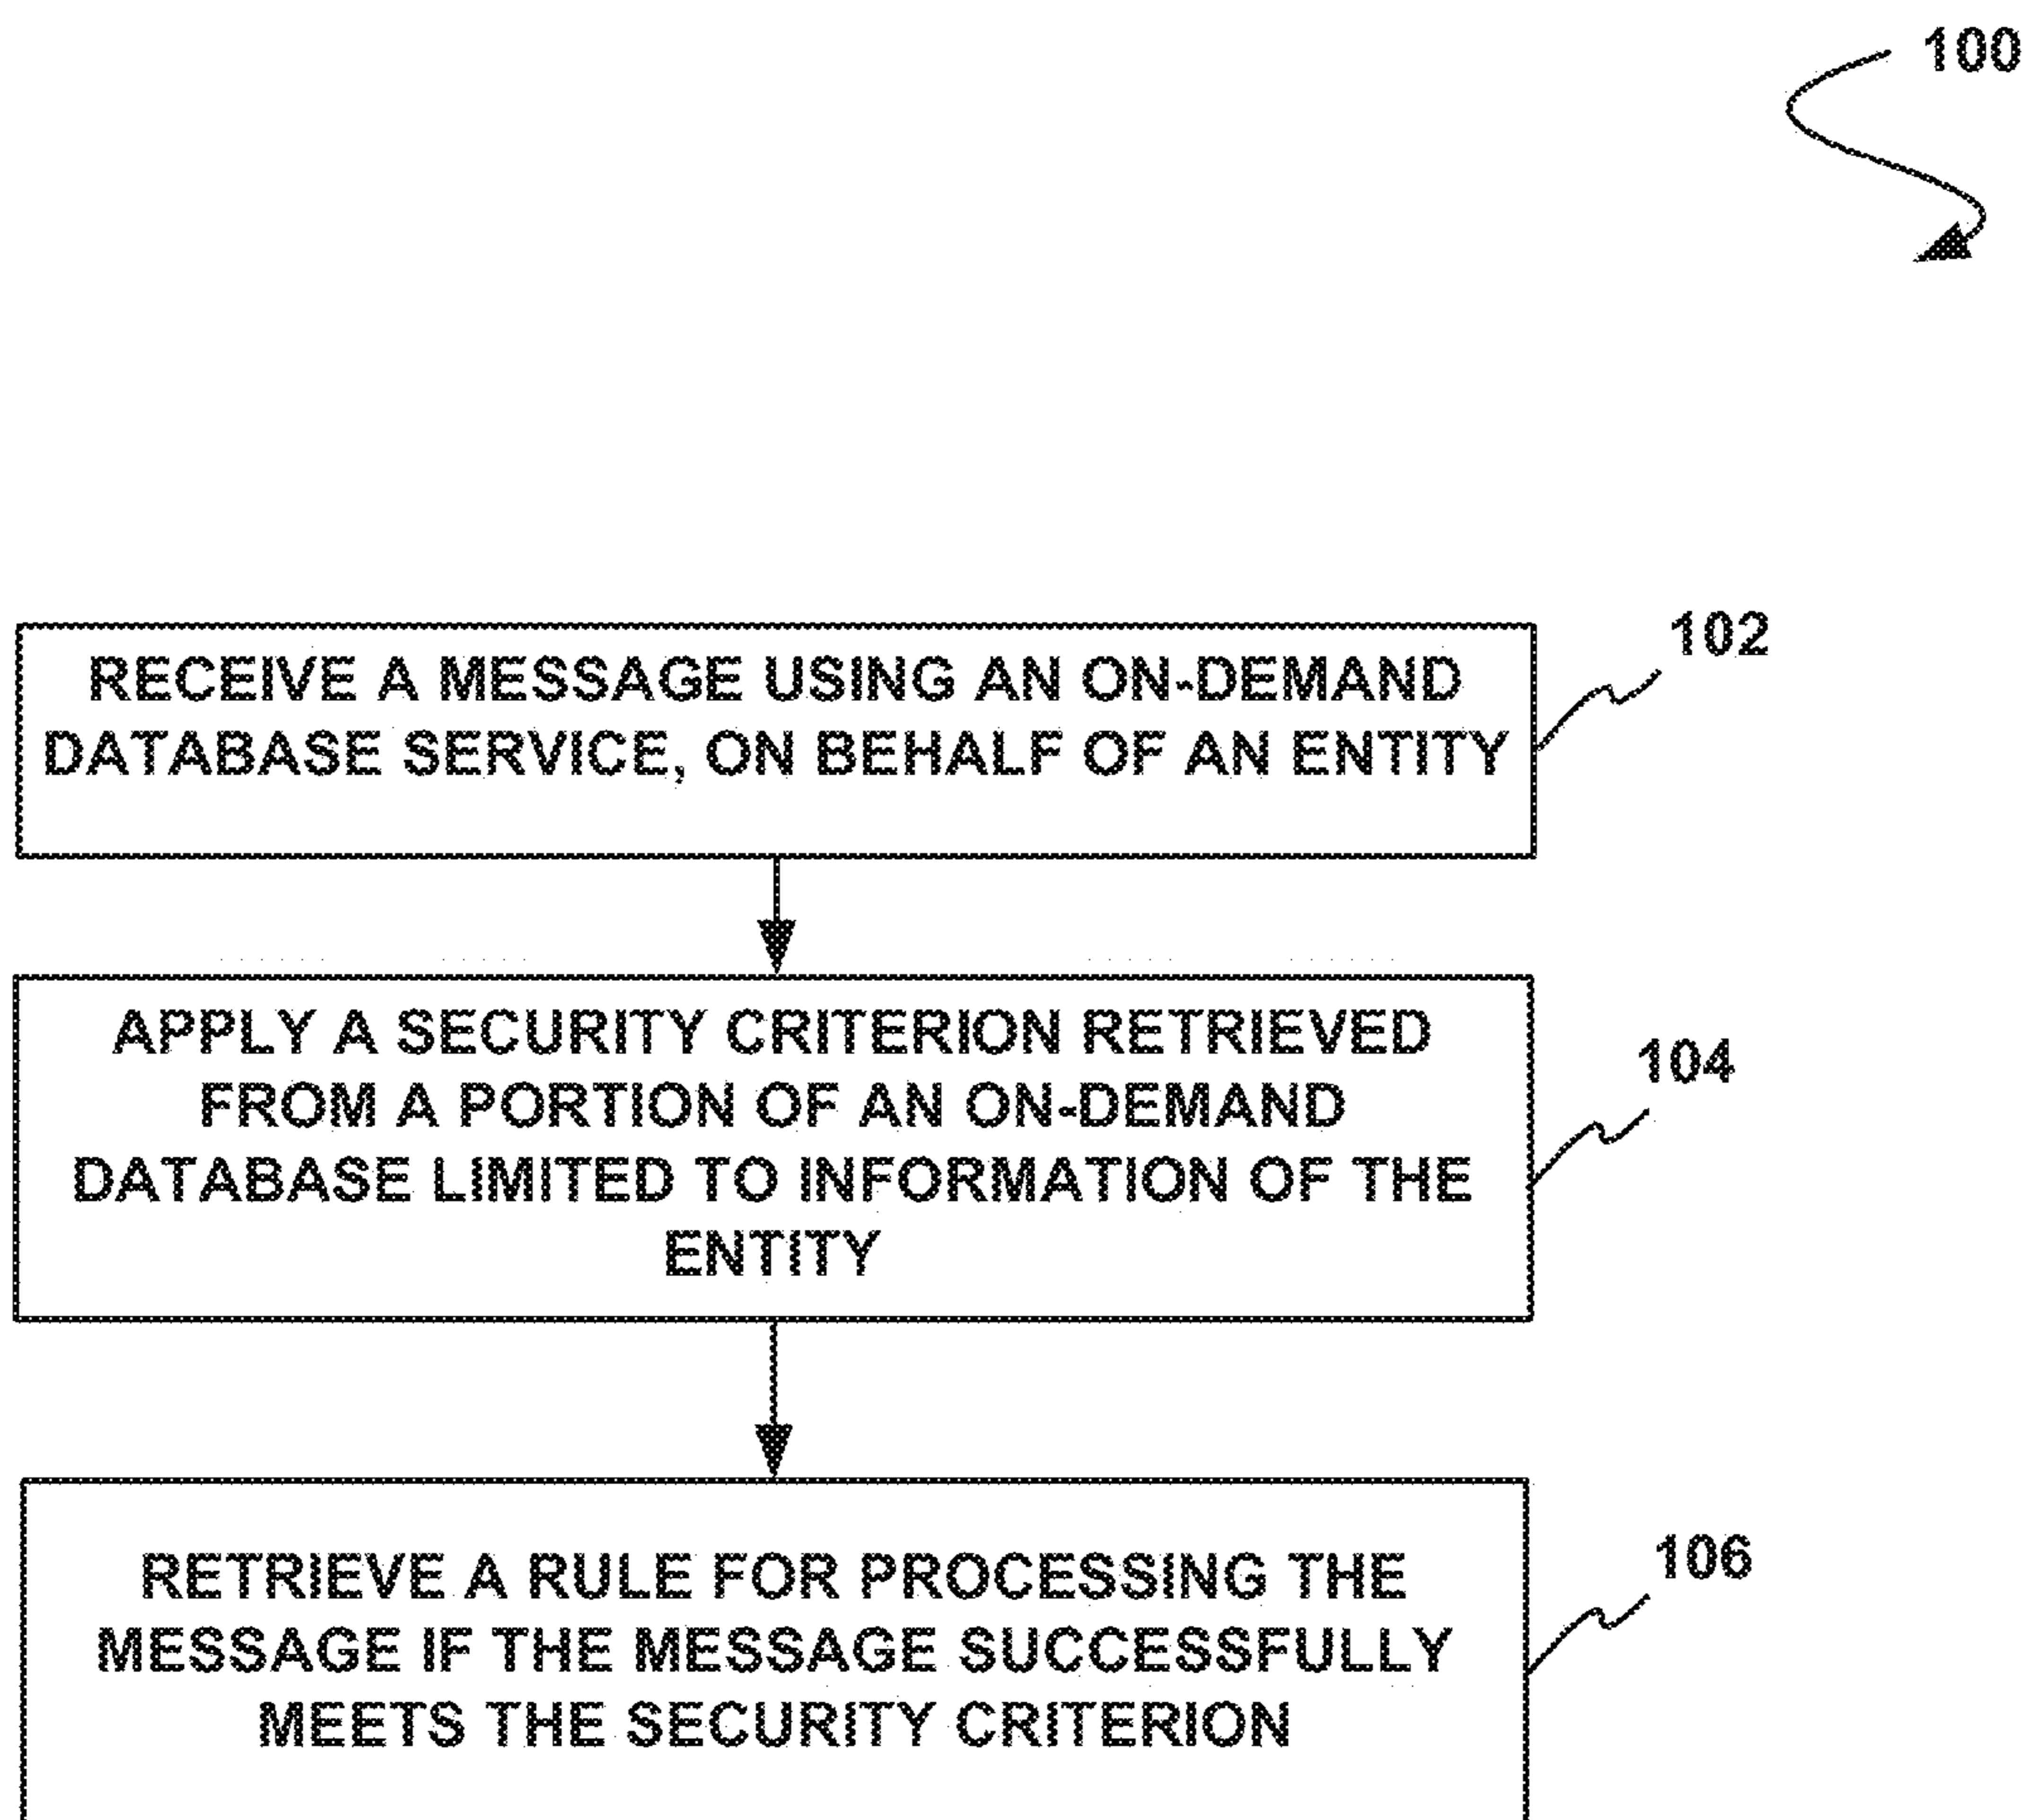 100
102
RECEIVE A MESSAGE USING AN ON-DEMAND
DATABASE SERVICE, ON BEHALF OF AN ENTITY
104
APPLY A SECURITY CRITERION RETRIEVED
FROM A PORTION OF AN ON-DEMAND
DATABASE LIMITED TO INFORMATION OF THE
ENTITY
106
RETRIEVE A RULE FOR PROCESSING THE
MESSAGE IF THE MESSAGE SUCCESSFULLY
MEETS THE SECURITY CRITERION